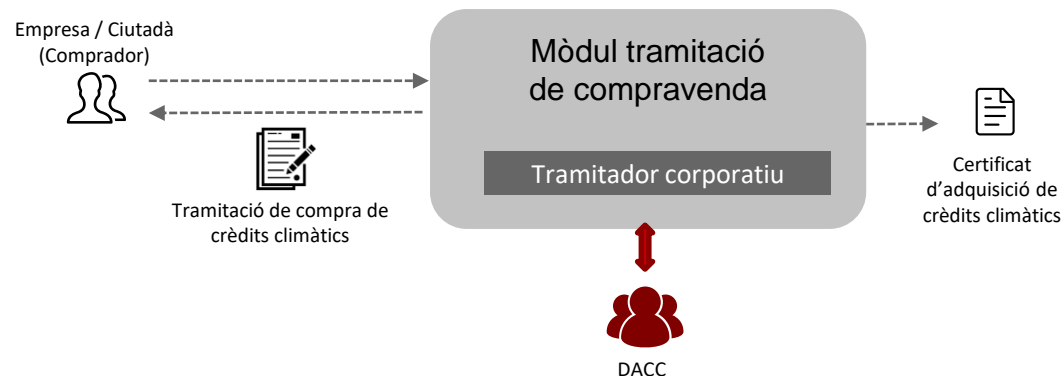 Empresa / Ciutadà
(Comprador)
Mòdul tramitació
de compravenda
Tramitador corporatiu
Tramitació de compra de
crèdits climàtics
Certificat
d’adquisició de
crèdits climàtics
DACC